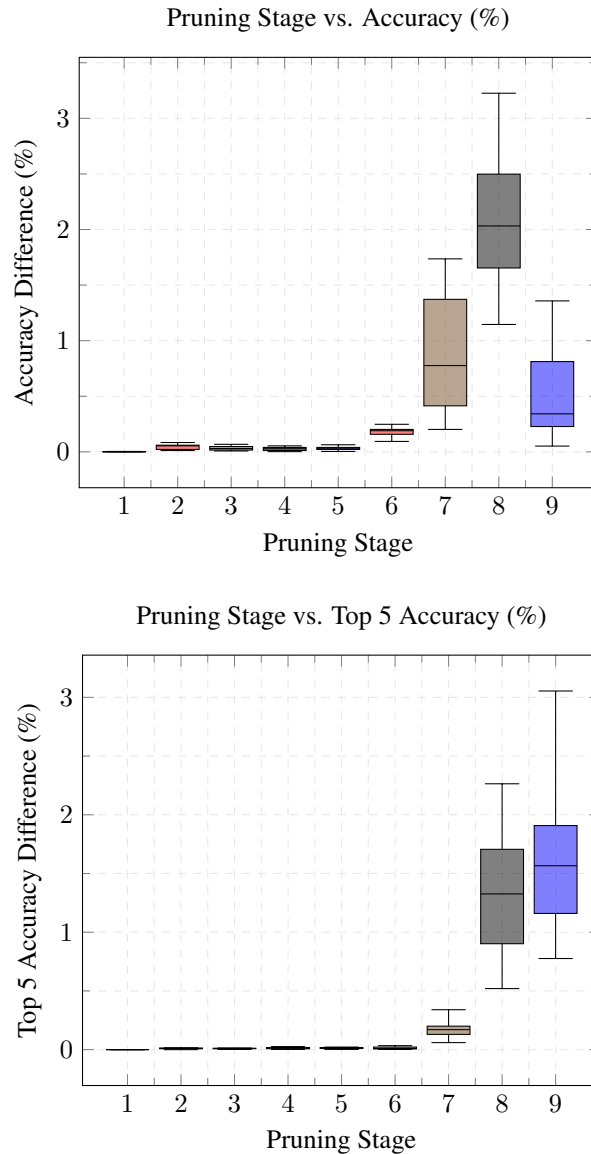 Pruning Stage vs. Accuracy (%)
Accuracy Difference (%)
3
2
1
0
1 2 3 4 5 6 7 8 9
Pruning Stage
Pruning Stage vs. Top 5 Accuracy (%)
Top 5 Accuracy Difference (%)
3
2
1
0
1 2 3 4 5 6 7 8 9
Pruning Stage